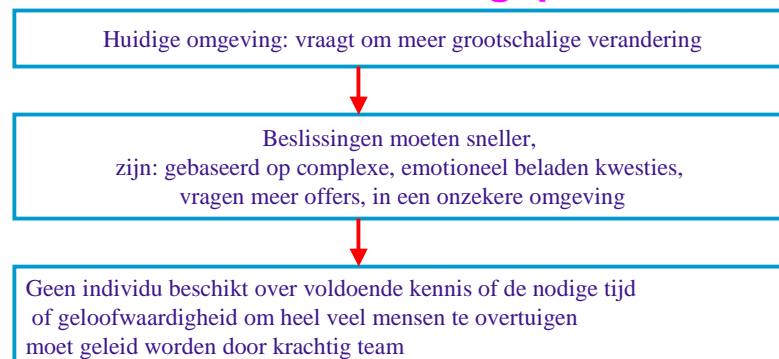 Huidige omgeving: vraagt om meer grootschalige verandering
Beslissingen moeten sneller,
zijn: gebaseerd op complexe, emotioneel beladen kwesties,
vragen meer offers, in een onzekere omgeving
Geen individu beschikt over voldoende kennis of de nodige tijd
of geloofwaardigheid om heel veel mensen te overtuigen
moet geleid worden door krachtig team